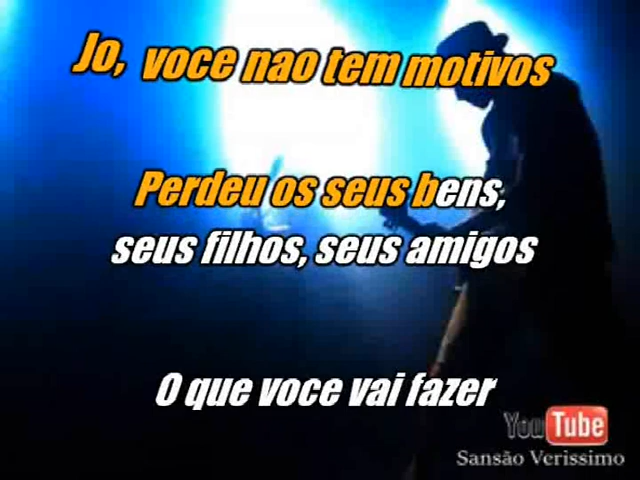 Jo, voce nao tem motivos
Perdeu os seus bens,
seus filhos, seus amigos
O que voce vai fazer
YouTube
Sansão Verissimo